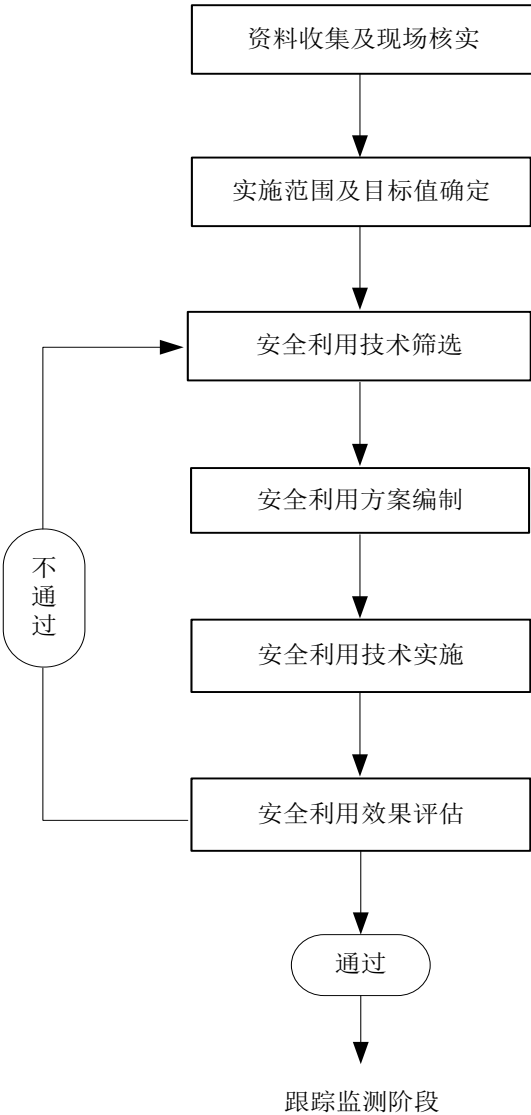 资料收集及现场核实
实施范围及目标值确定
安全利用技术筛选
安全利用方案编制
不
通
过
安全利用技术实施
安全利用效果评估
通过
跟踪监测阶段